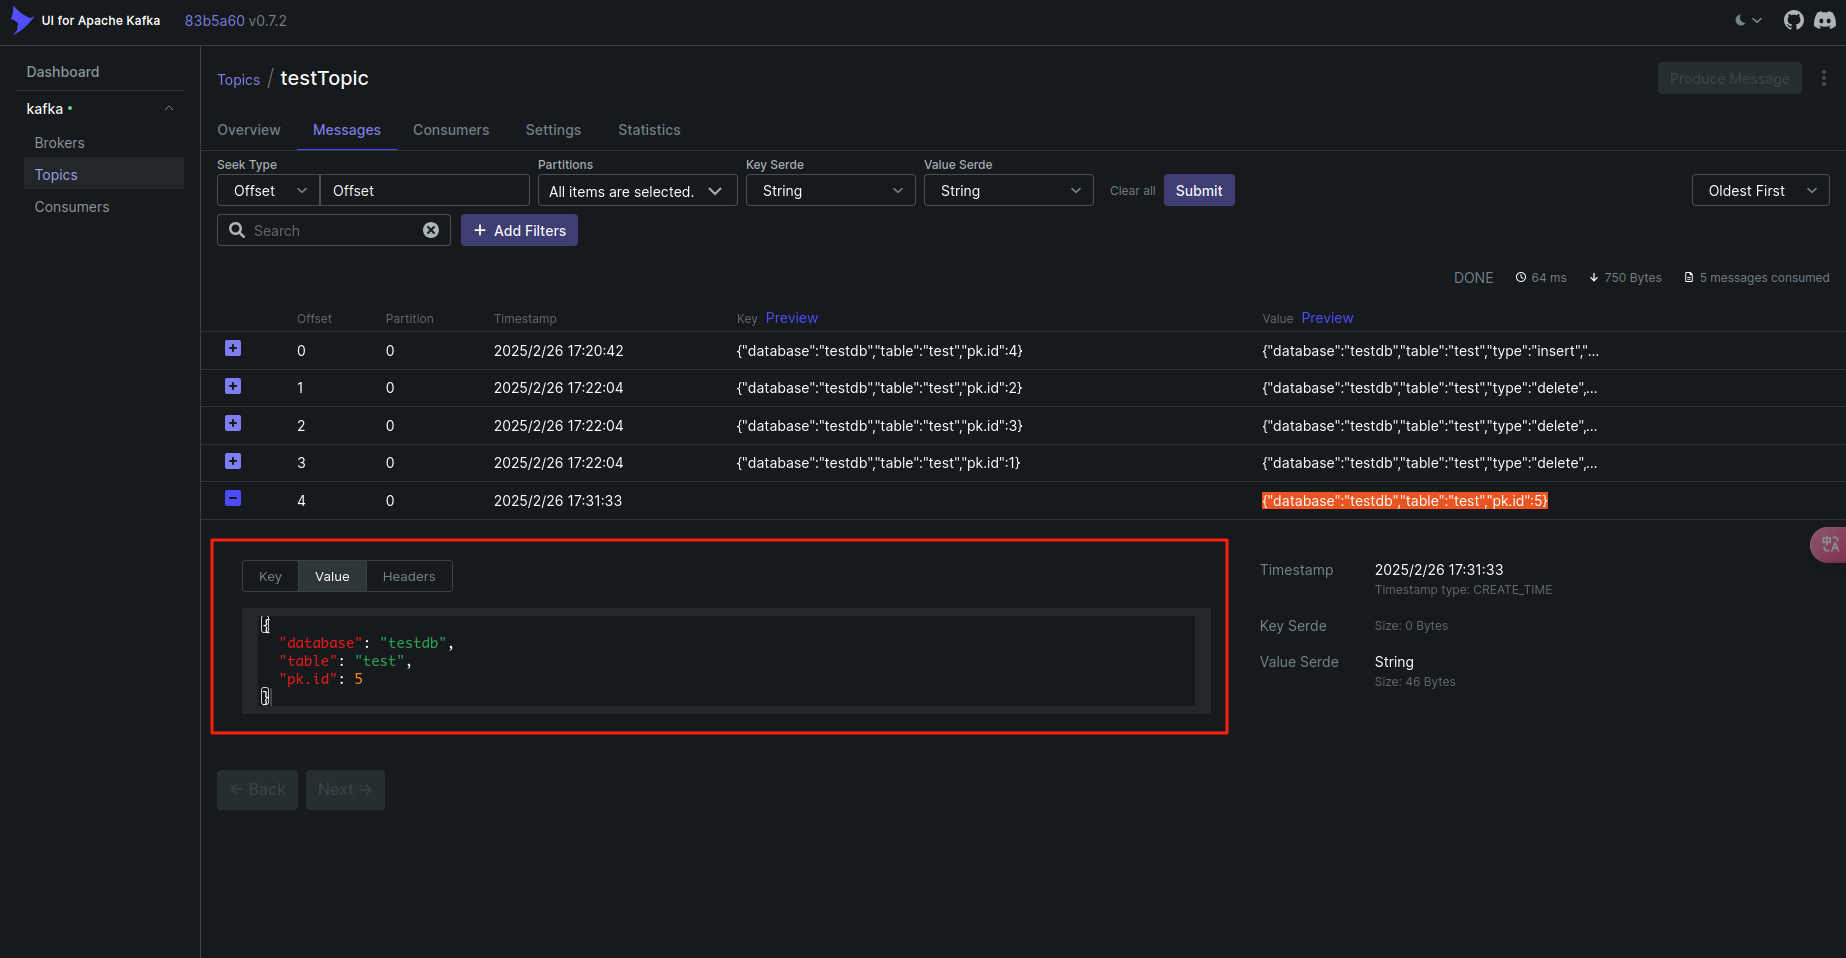 UI for Apache Kafka 83b5a60 v0.7.2
Dashboard
kafka
Brokers
Topics
Consumers
Topics / testTopic
Produce Message
Overview Messages Consumers Settings Statistics
Seek Type Partitions Key Serde Value Serde
Offset Offset All items are selected. String String Clear all Submit Oldest First
Search + Add Filters
DONE 64 ms 750 Bytes 5 messages consumed
Offset Partition Timestamp Key Preview Value Preview
0 0 2025/2/26 17:20:42 {"database":"testdb","table":"test","pk.id":4} {"database":"testdb","table":"test","type":"insert","...
1 0 2025/2/26 17:22:04 {"database":"testdb","table":"test","pk.id":2} {"database":"testdb","table":"test","type":"delete",...
2 0 2025/2/26 17:22:04 {"database":"testdb","table":"test","pk.id":3} {"database":"testdb","table":"test","type":"delete",...
3 0 2025/2/26 17:22:04 {"database":"testdb","table":"test","pk.id":1} {"database":"testdb","table":"test","type":"delete",...
4 0 2025/2/26 17:31:33 {"database":"testdb","table":"test","pk.id":5}
Key Value Headers
{
"database": "testdb",
"table": "test",
"pk.id": 5
}
Timestamp 2025/2/26 17:31:33
Timestamp type: CREATE_TIME
Key Serde Size: 0 Bytes
Value Serde String
Size: 46 Bytes
← Back Next →
中A